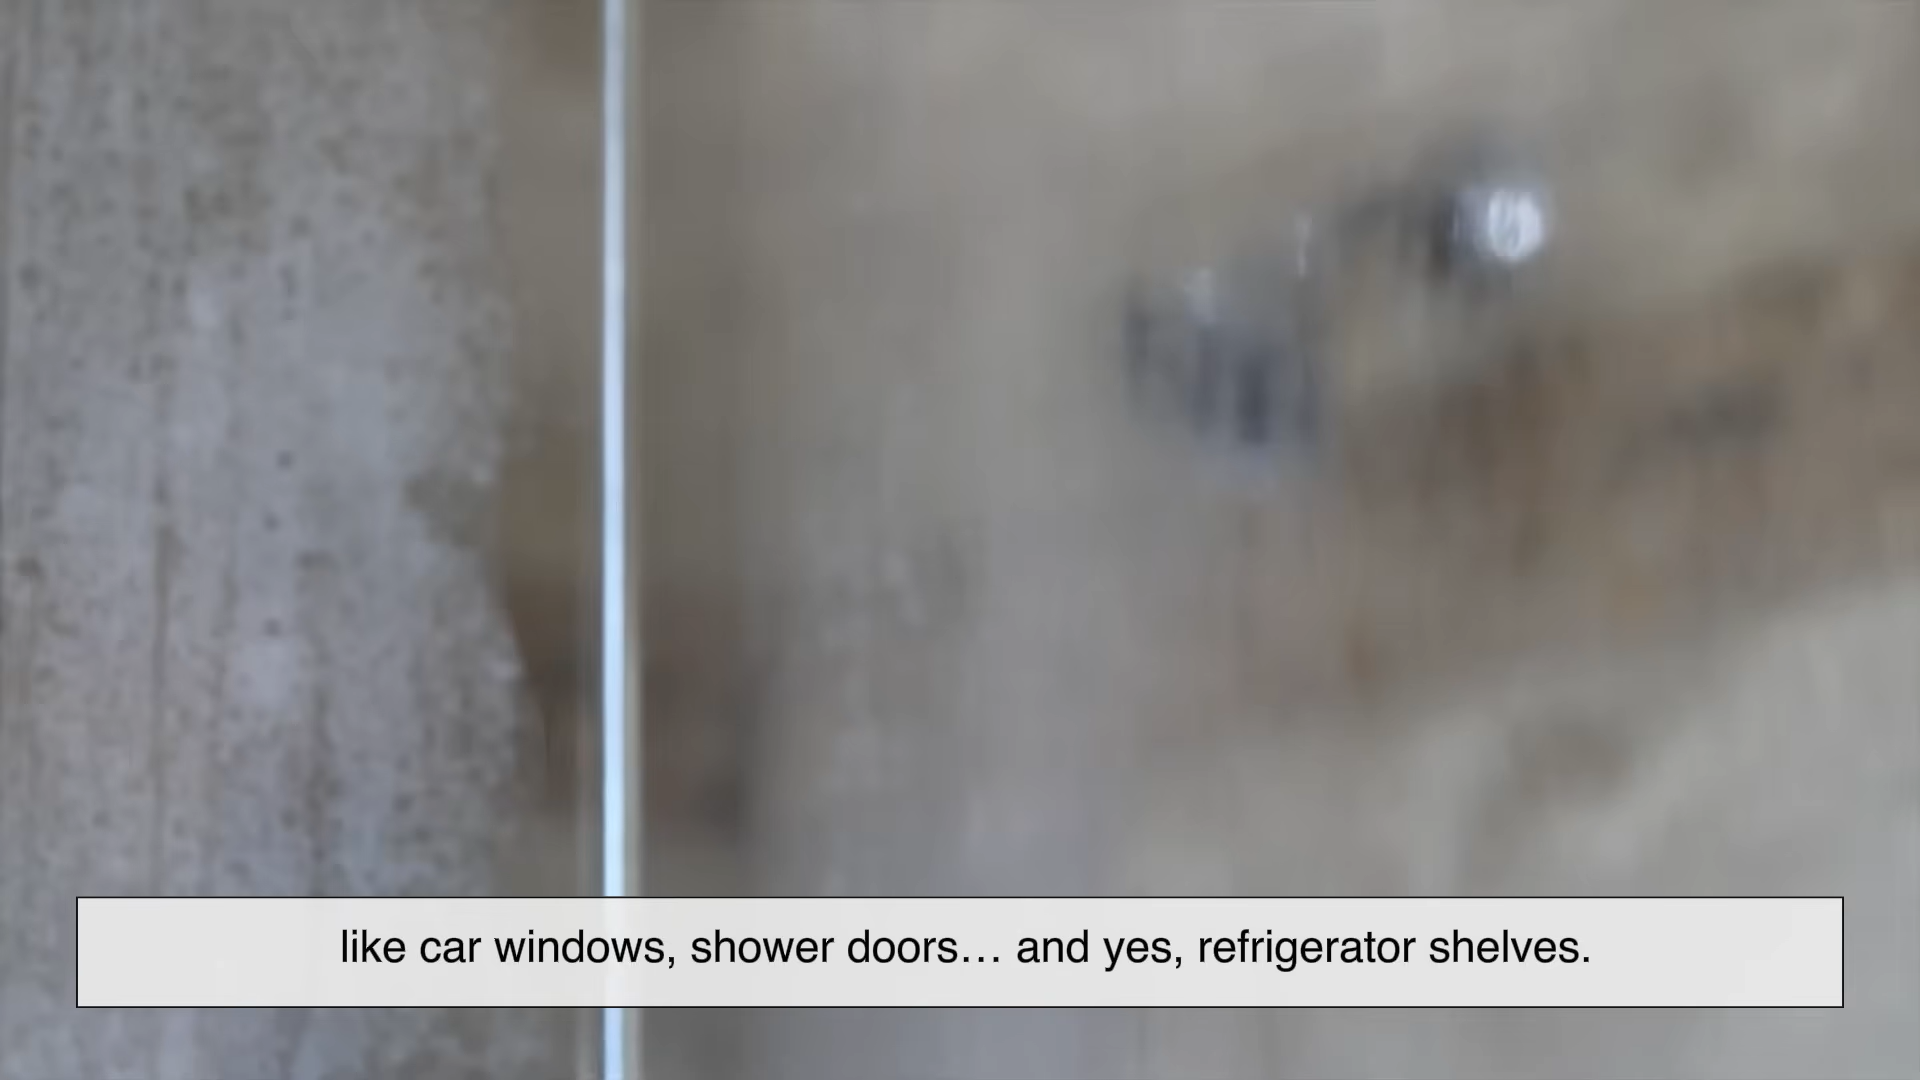 like car windows, shower doors… and yes, refrigerator shelves.